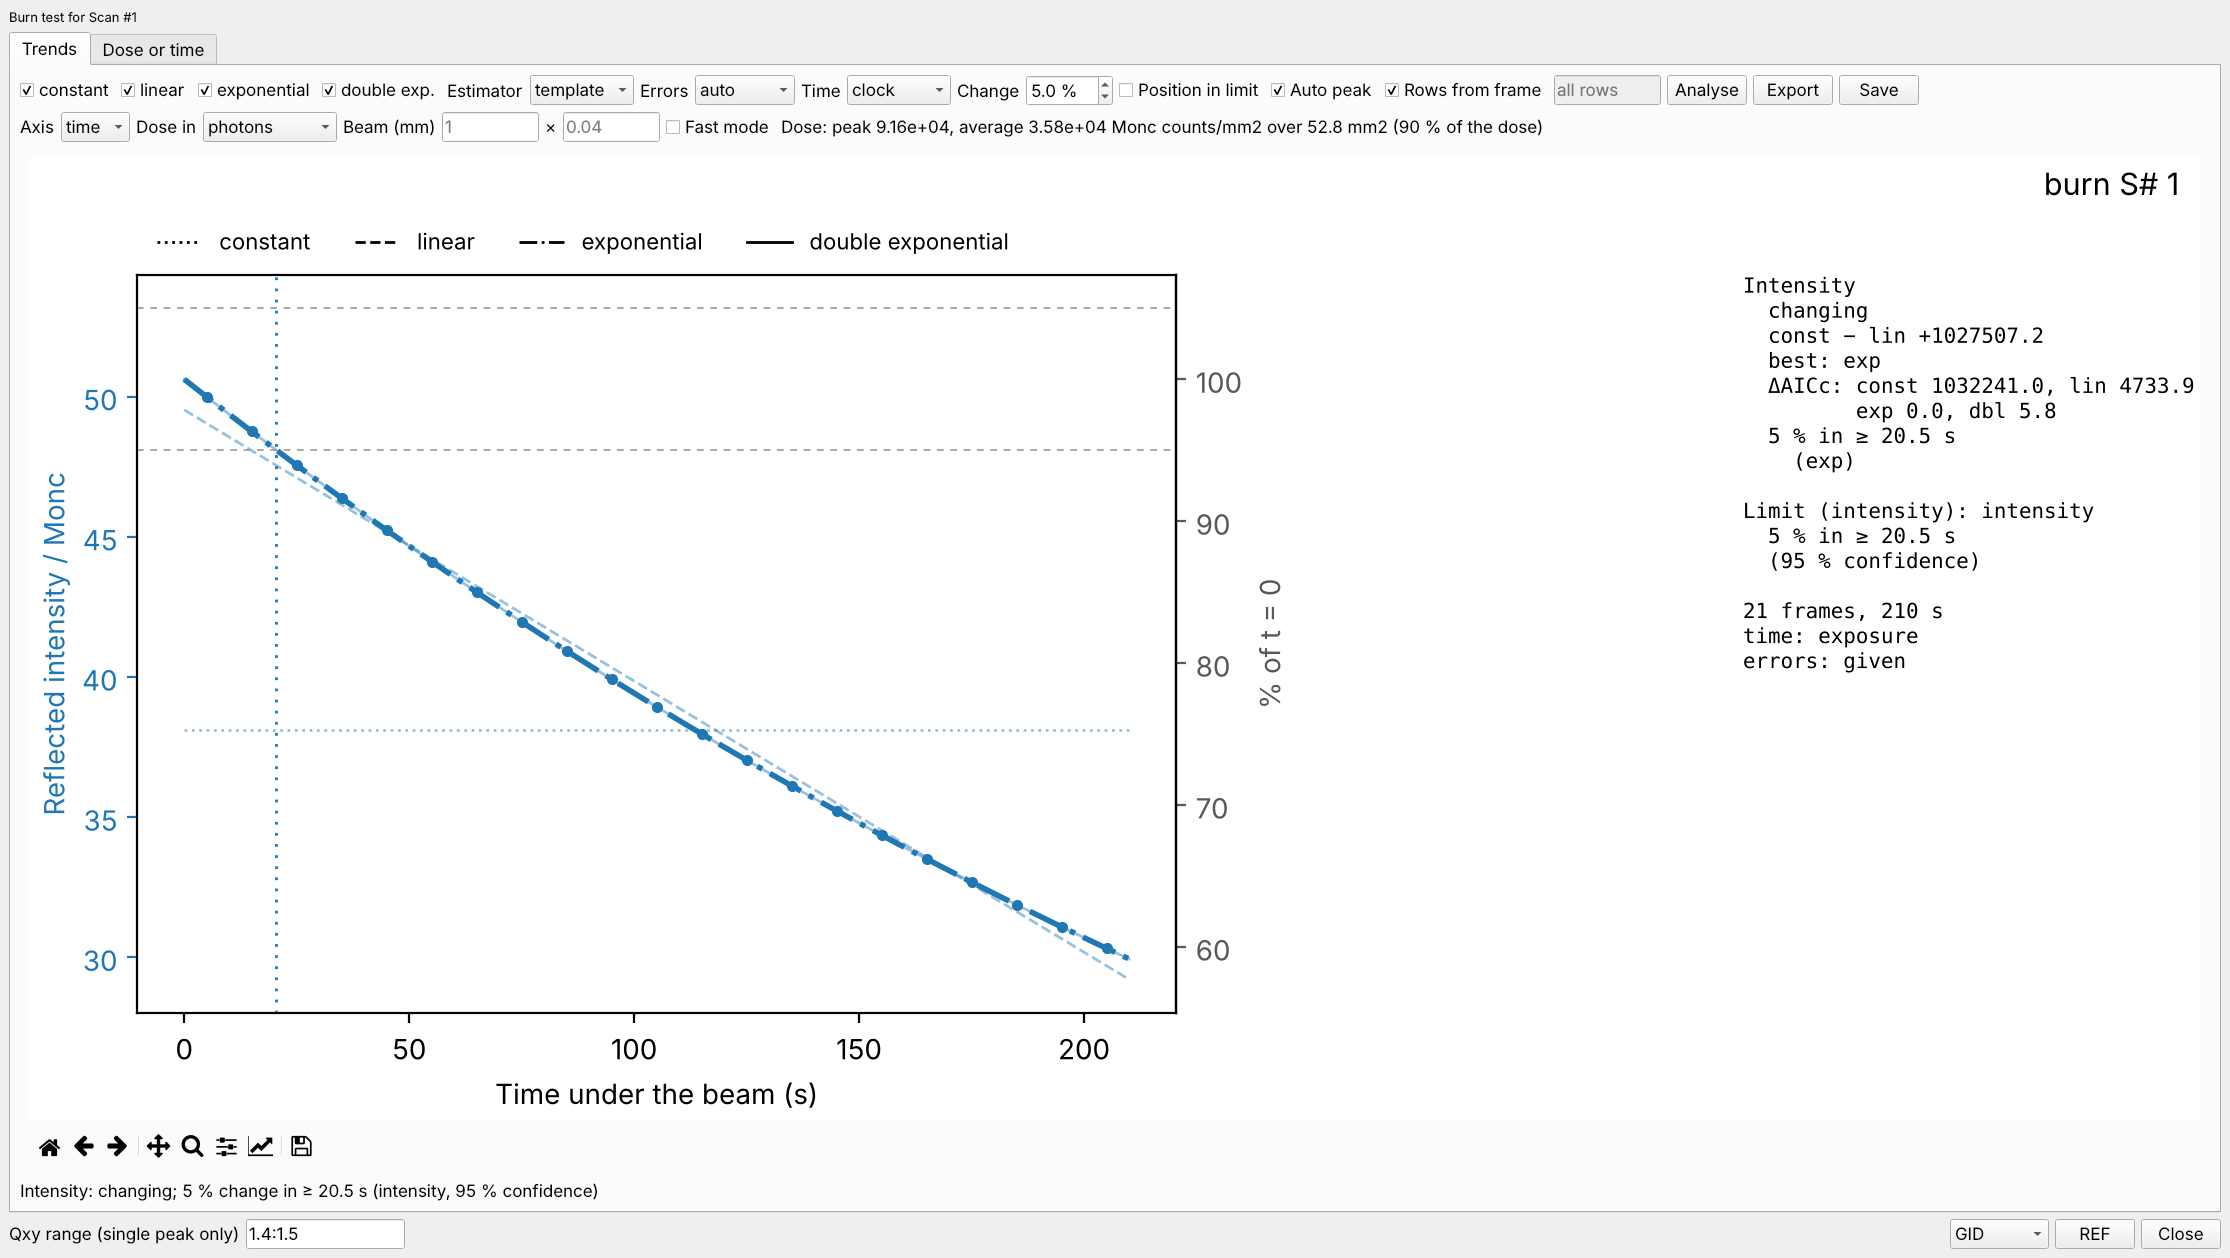 Burn test for Scan #1
Trends Dose or time
constant linear exponential double exp. Estimator template Errors auto Time clock Change 5.0 % Position in limit Auto peak Rows from frame all rows Analyse Export Save
Axis time Dose in photons Beam (mm) 1 × 0.04 Fast mode Dose: peak 9.16e+04, average 3.58e+04 Monc counts/mm2 over 52.8 mm2 (90 % of the dose)
burn S# 1
constant linear exponential double exponential
50
45
40
35
30
Reflected intensity / Monc
100
90
80
70
60
% of t = 0
0 50 100 150 200
Time under the beam (s)
Intensity
changing
const − lin +1027507.2
best: exp
ΔAICc: const 1032241.0, lin 4733.9
exp 0.0, dbl 5.8
5 % in ≥ 20.5 s
(exp)
Limit (intensity): intensity
5 % in ≥ 20.5 s
(95 % confidence)
21 frames, 210 s
time: exposure
errors: given
Intensity: changing; 5 % change in ≥ 20.5 s (intensity, 95 % confidence)
Qxy range (single peak only) 1.4:1.5 GID REF Close